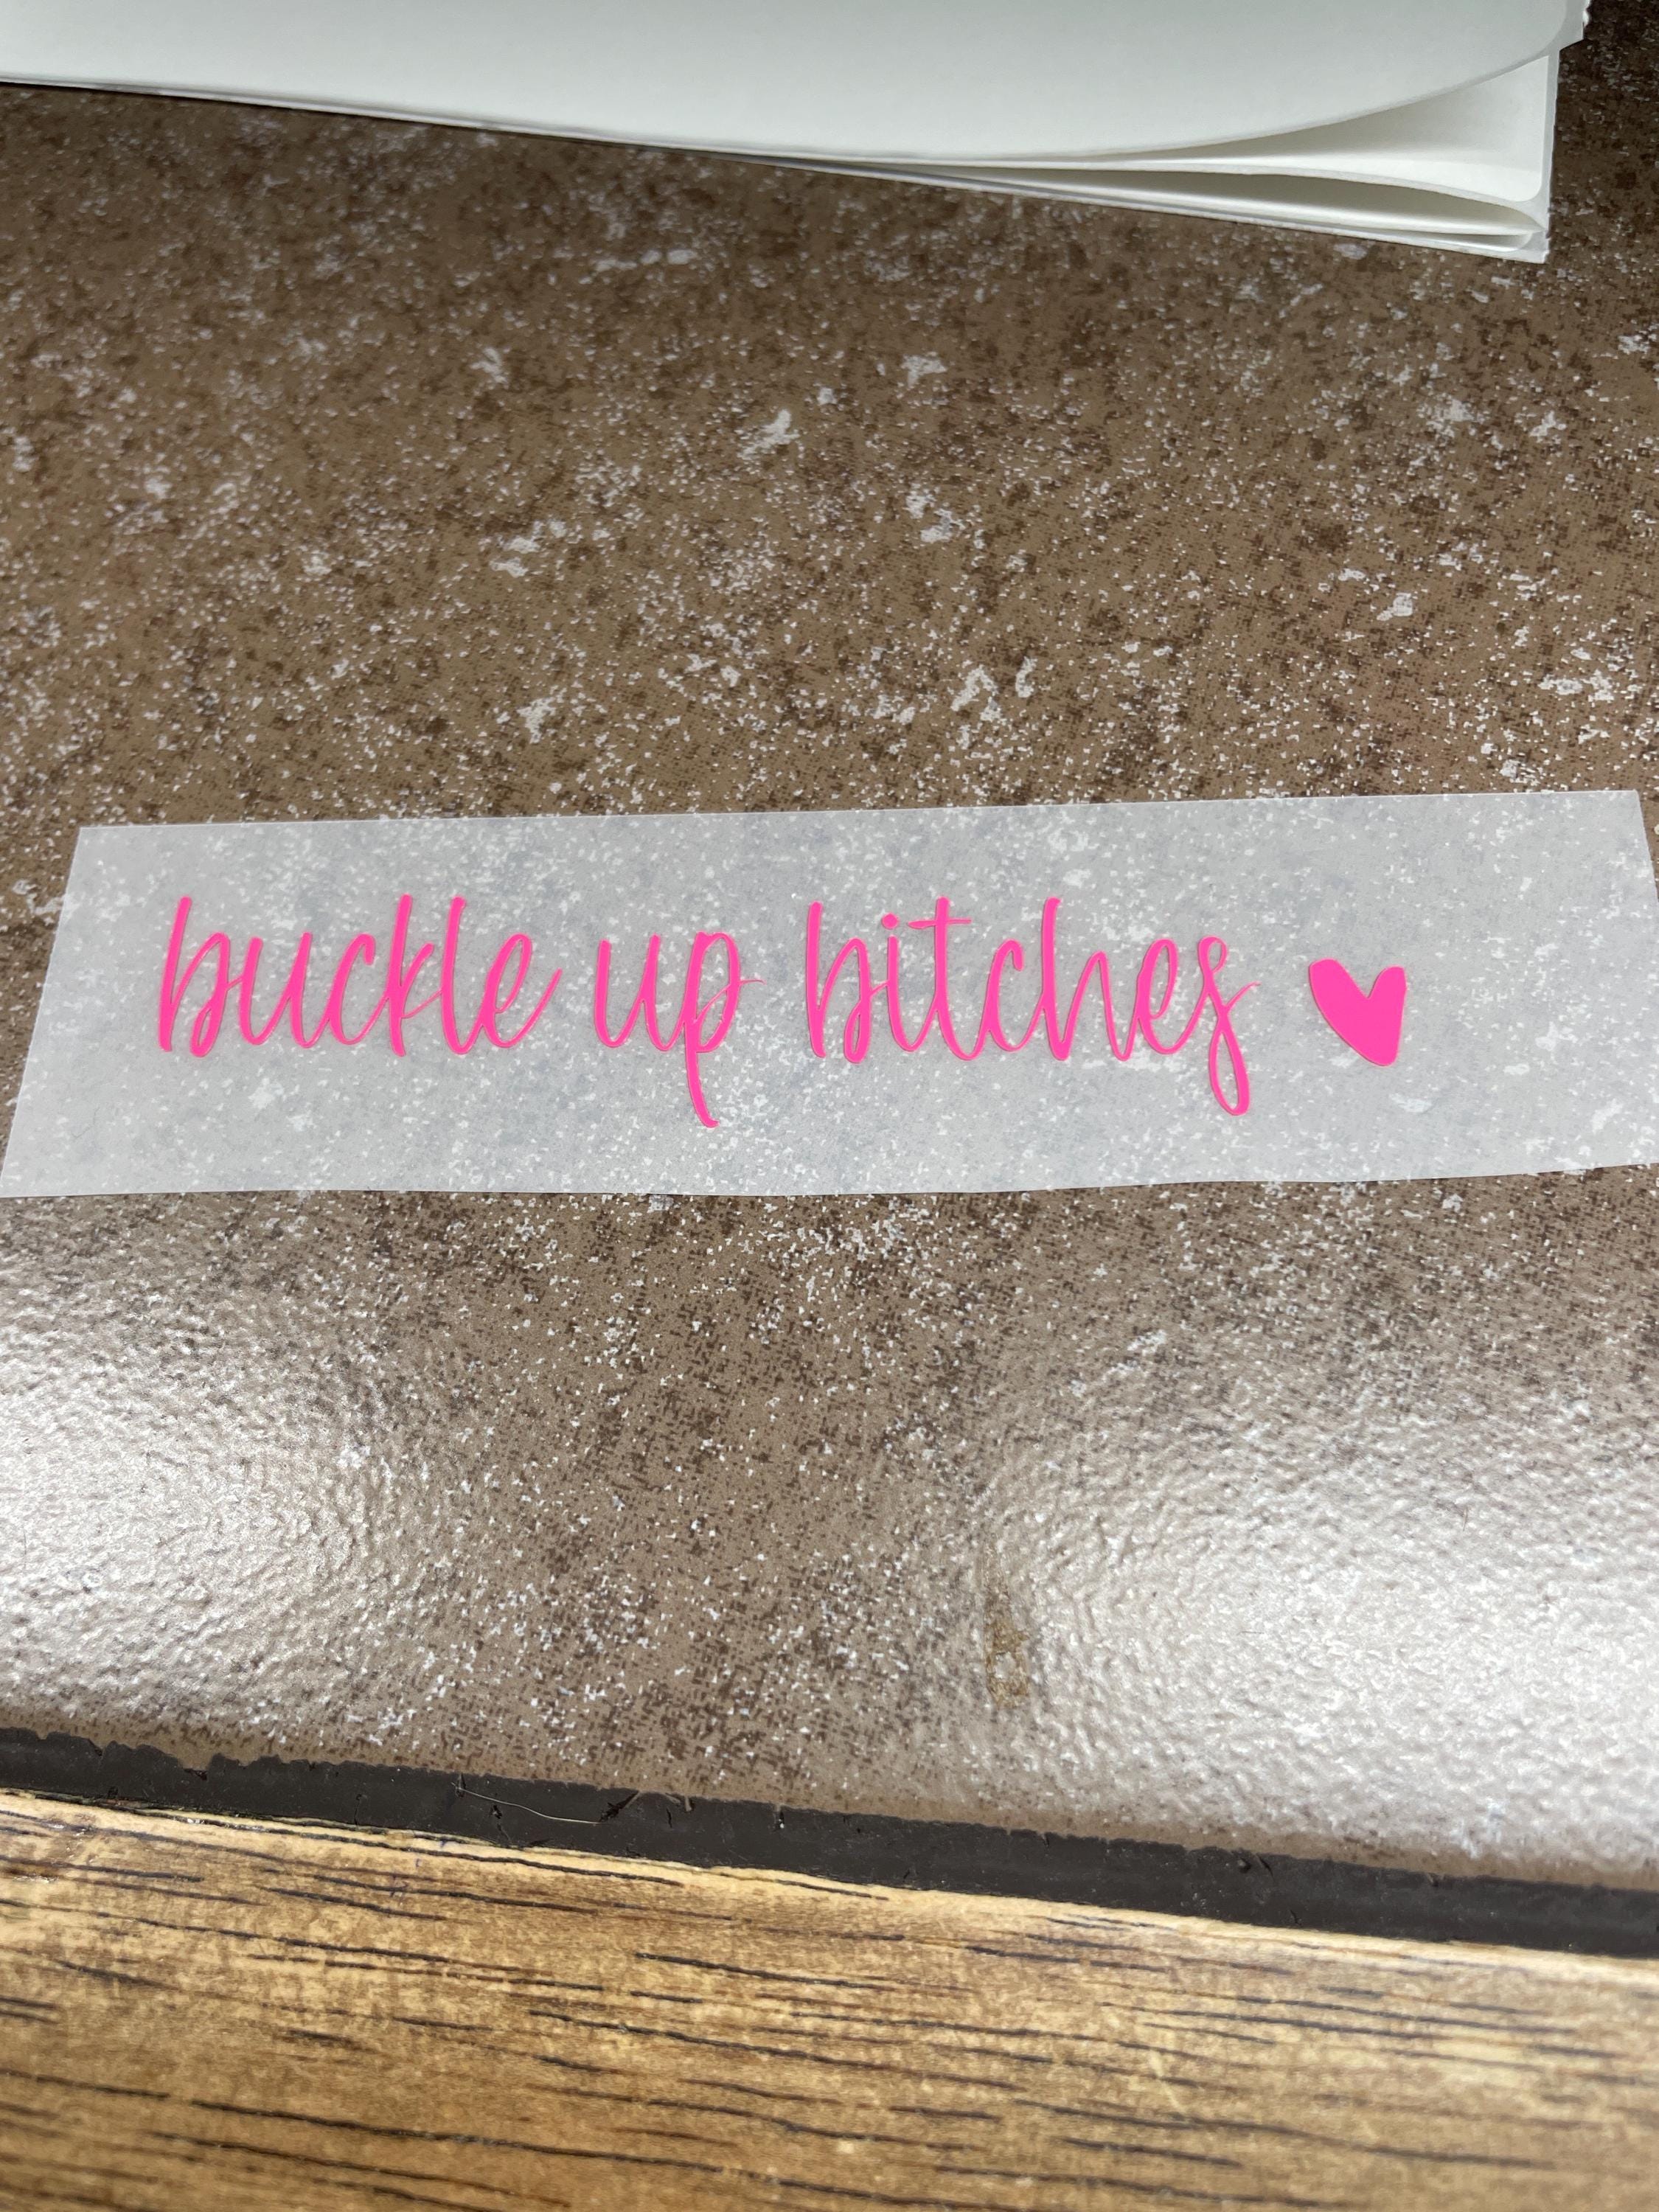 buckle up bitches